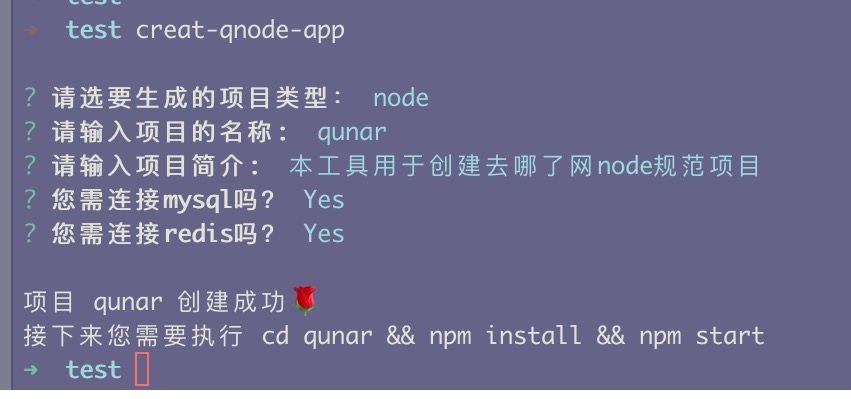 test
➜ test creat-qnode-app
? 请选要生成的项目类型： node
? 请输入项目的名称： qunar
? 请输入项目简介： 本工具用于创建去哪了网node规范项目
? 您需连接mysql吗？ Yes
? 您需连接redis吗？ Yes
项目 qunar 创建成功🌹
接下来您需要执行 cd qunar && npm install && npm start
➜ test